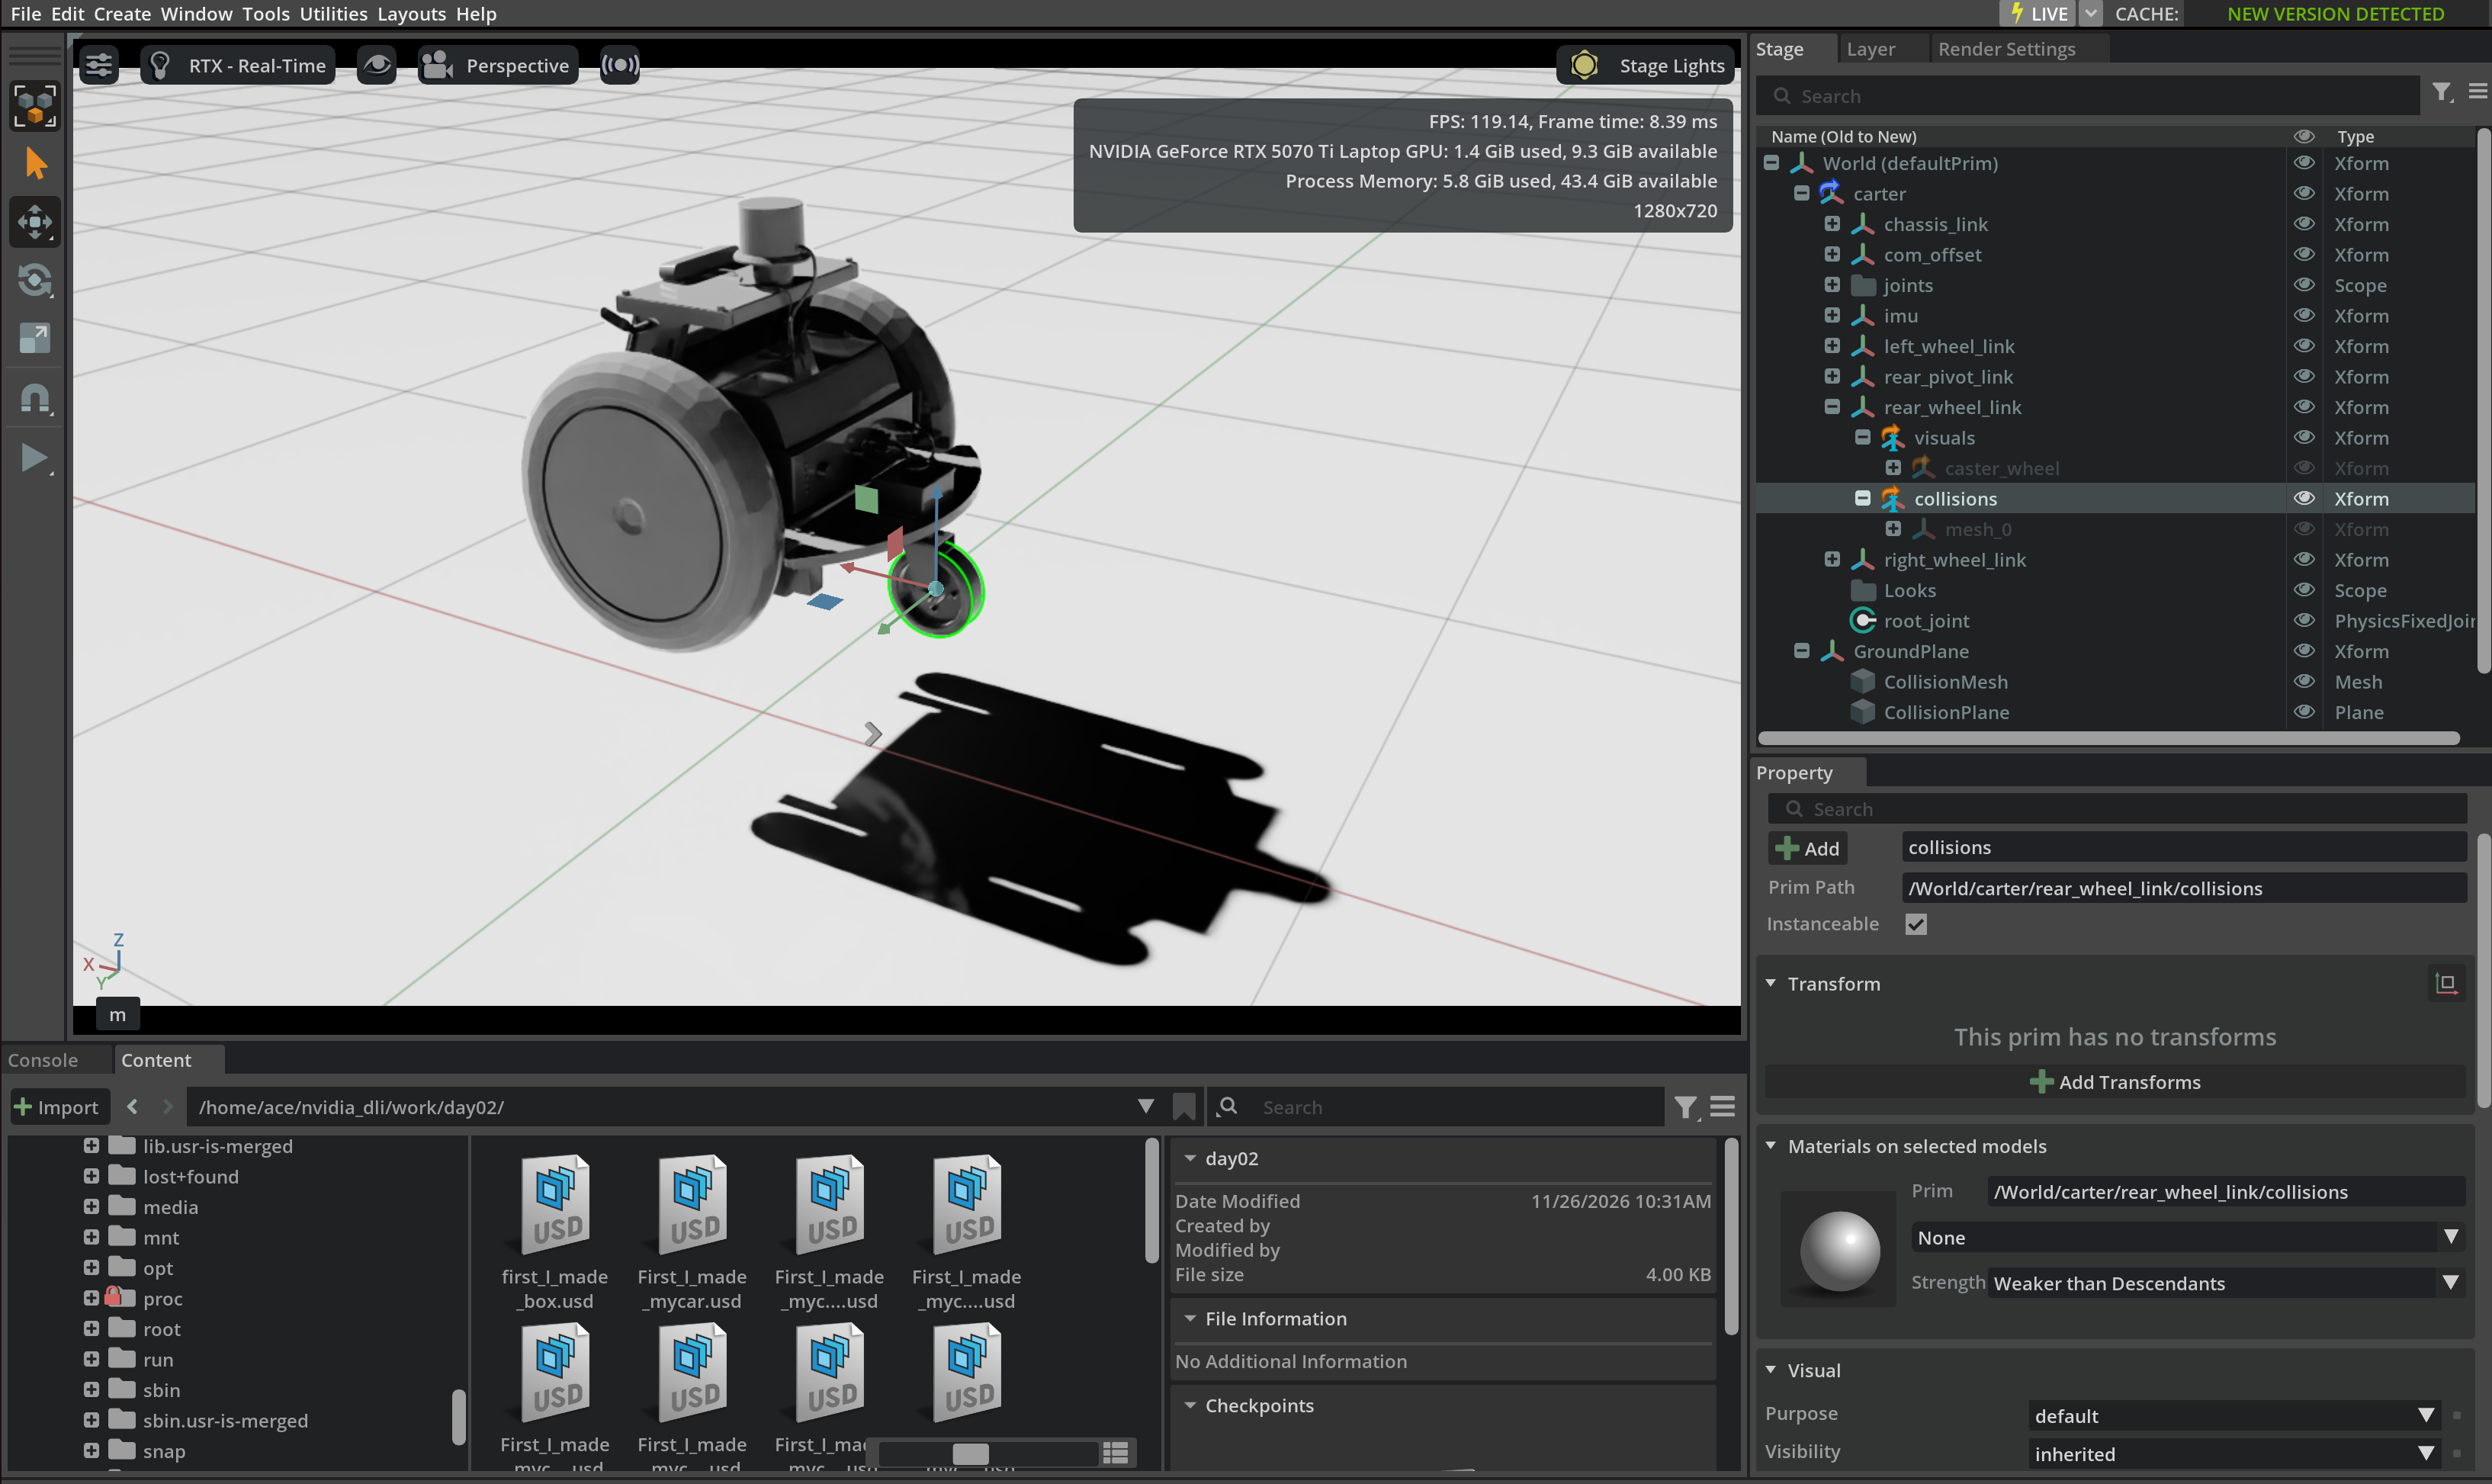 File Edit Create Window Tools Utilities Layouts Help
LIVE CACHE: NEW VERSION DETECTED
RTX - Real-Time
Perspective
Stage Lights
FPS: 119.14, Frame time: 8.39 ms
NVIDIA GeForce RTX 5070 Ti Laptop GPU: 1.4 GiB used, 9.3 GiB available
Process Memory: 5.8 GiB used, 43.4 GiB available
1280x720
Z
X
Y
m
Stage Layer Render Settings
Search
Name (Old to New) Type
World (defaultPrim) Xform
carter Xform
chassis_link Xform
com_offset Xform
joints Scope
imu Xform
left_wheel_link Xform
rear_pivot_link Xform
rear_wheel_link Xform
visuals Xform
caster_wheel Xform
collisions Xform
mesh_0 Xform
right_wheel_link Xform
Looks Scope
root_joint PhysicsFixedJoin
GroundPlane Xform
CollisionMesh Mesh
CollisionPlane Plane
Property
Search
Add collisions
Prim Path /World/carter/rear_wheel_link/collisions
Instanceable
Transform
This prim has no transforms
Add Transforms
Materials on selected models
Prim /World/carter/rear_wheel_link/collisions
None
Strength Weaker than Descendants
Visual
Purpose default
Visibility inherited
Console Content
Import /home/ace/nvidia_dli/work/day02/ Search
lib.usr-is-merged
lost+found
media
mnt
opt
proc
root
run
sbin
sbin.usr-is-merged
snap
USD USD USD USD
first_I_made First_I_made First_I_made First_I_made
_box.usd _mycar.usd _myc....usd _myc....usd
USD USD USD USD
First_I_made First_I_made First_I_ma
day02
Date Modified 11/26/2026 10:31AM
Created by
Modified by
File size 4.00 KB
File Information
No Additional Information
Checkpoints